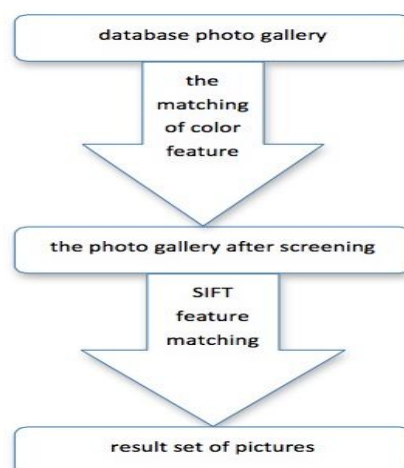 database photo gallery
the
matching
of color
feature
the photo gallery after screening
SIFT
feature
matching
result set of pictures